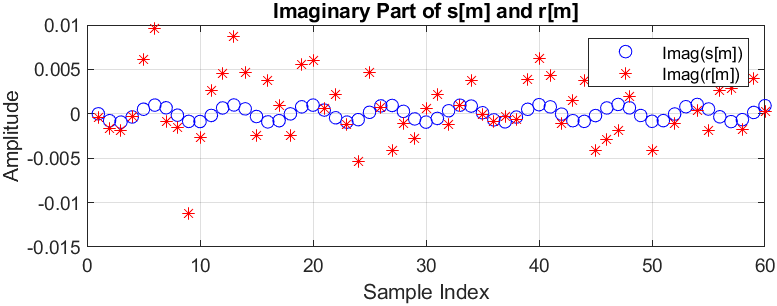 Imaginary Part of s[m] and r[m]
0.01
0.005
0
-0.005
-0.01
-0.015
Amplitude
Imag(s[m])
Imag(r[m])
0 10 20 30 40 50 60
Sample Index